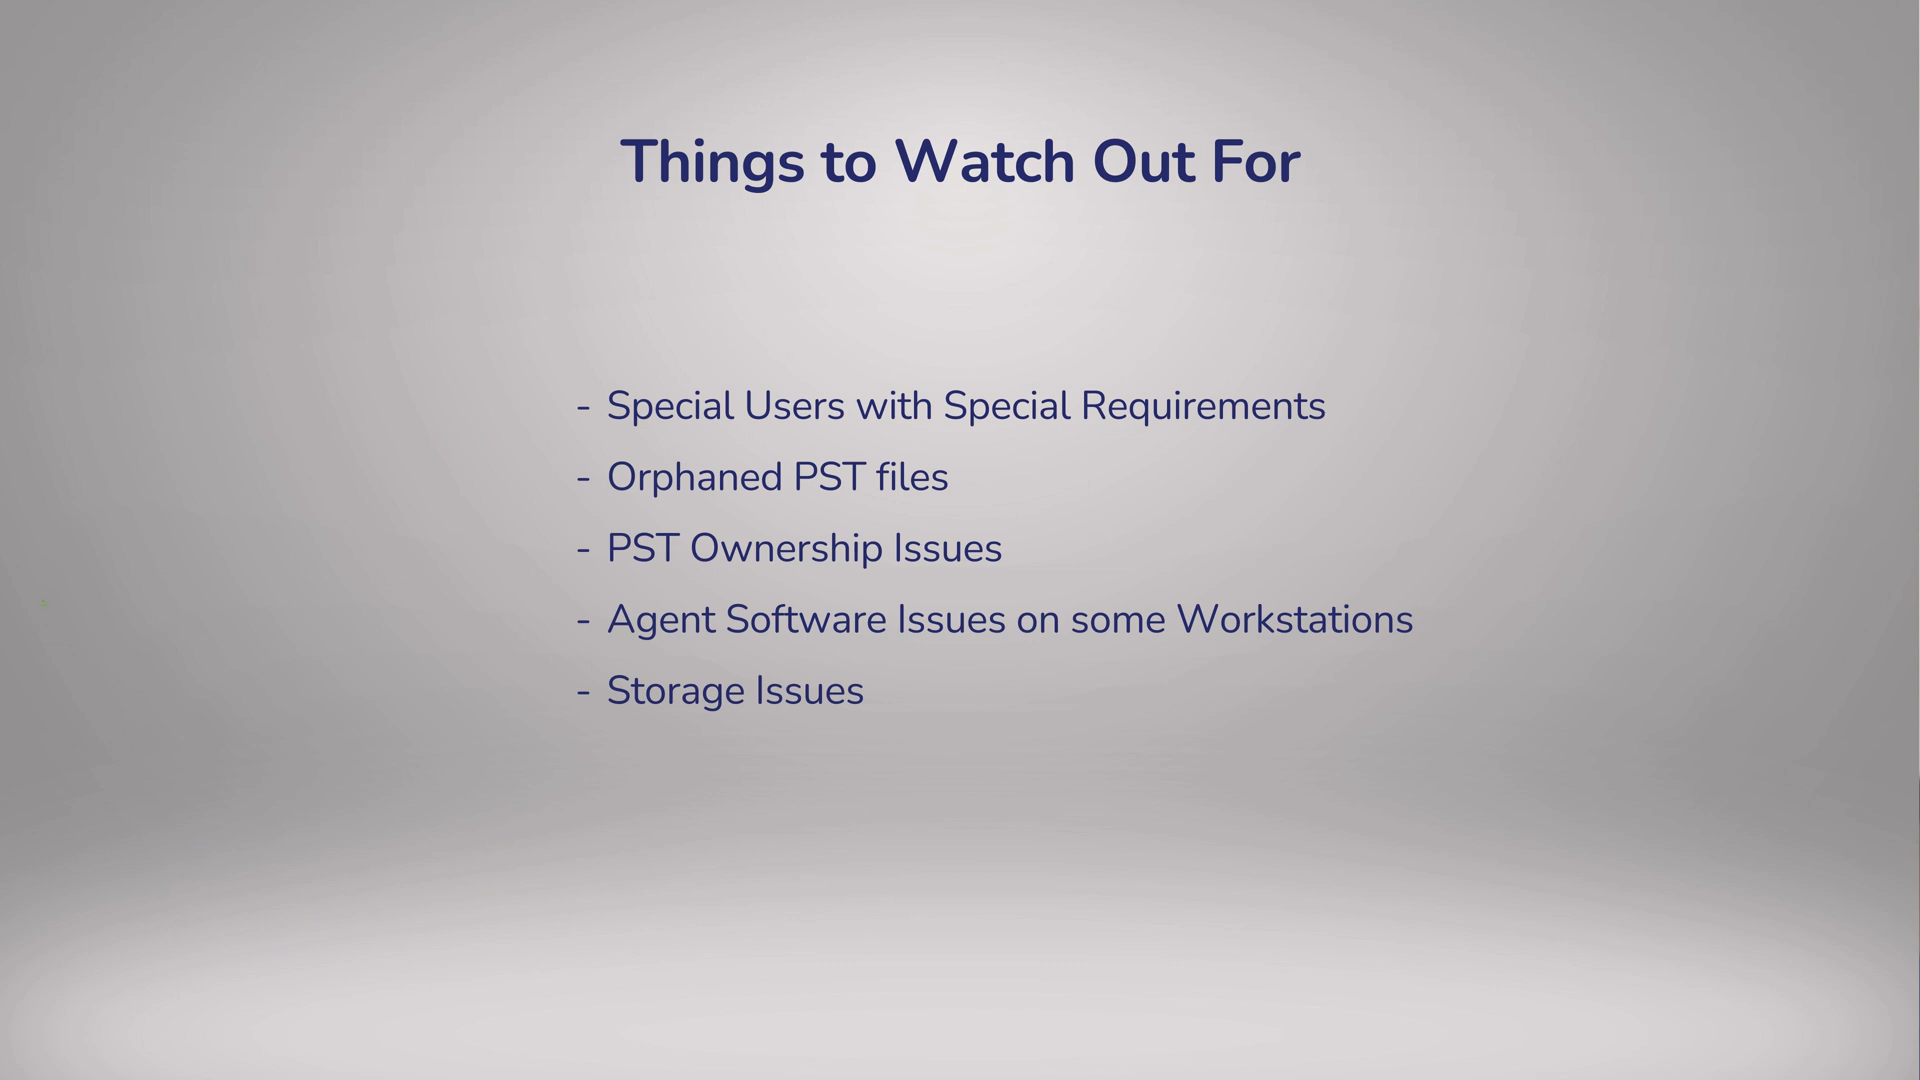 Things to Watch Out For
- Special Users with Special Requirements
- Orphaned PST files
- PST Ownership Issues
- Agent Software Issues on some Workstations
- Storage Issues